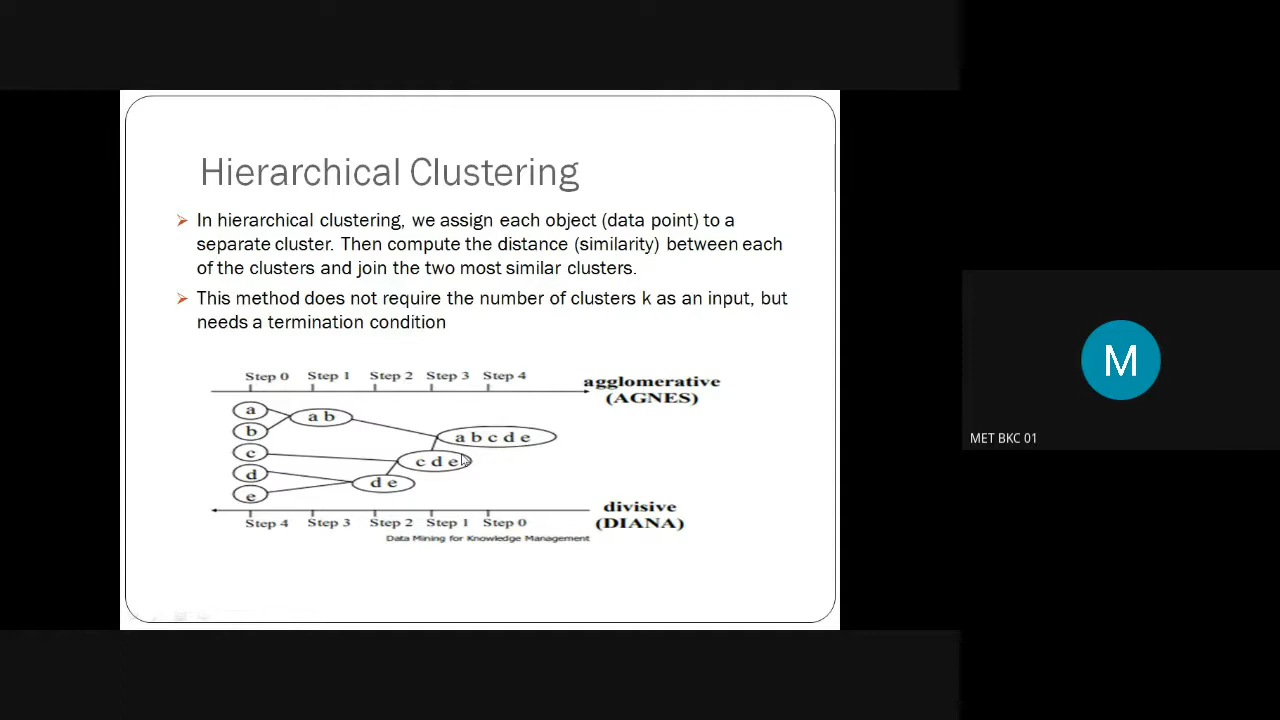 Hierarchical Clustering
In hierarchical clustering, we assign each object (data point) to a
separate cluster. Then compute the distance (similarity) between each
of the clusters and join the two most similar clusters.
This method does not require the number of clusters k as an input, but
needs a termination condition
Step 0 Step 1 Step 2 Step 3 Step 4
agglomerative
(AGNES)
a
a b
b
a b c d e
c
c d e
d
d e
e
divisive
(DIANA)
Step 4 Step 3 Step 2 Step 1 Step 0
Data Mining for Knowledge Management
M
MET BKC 01